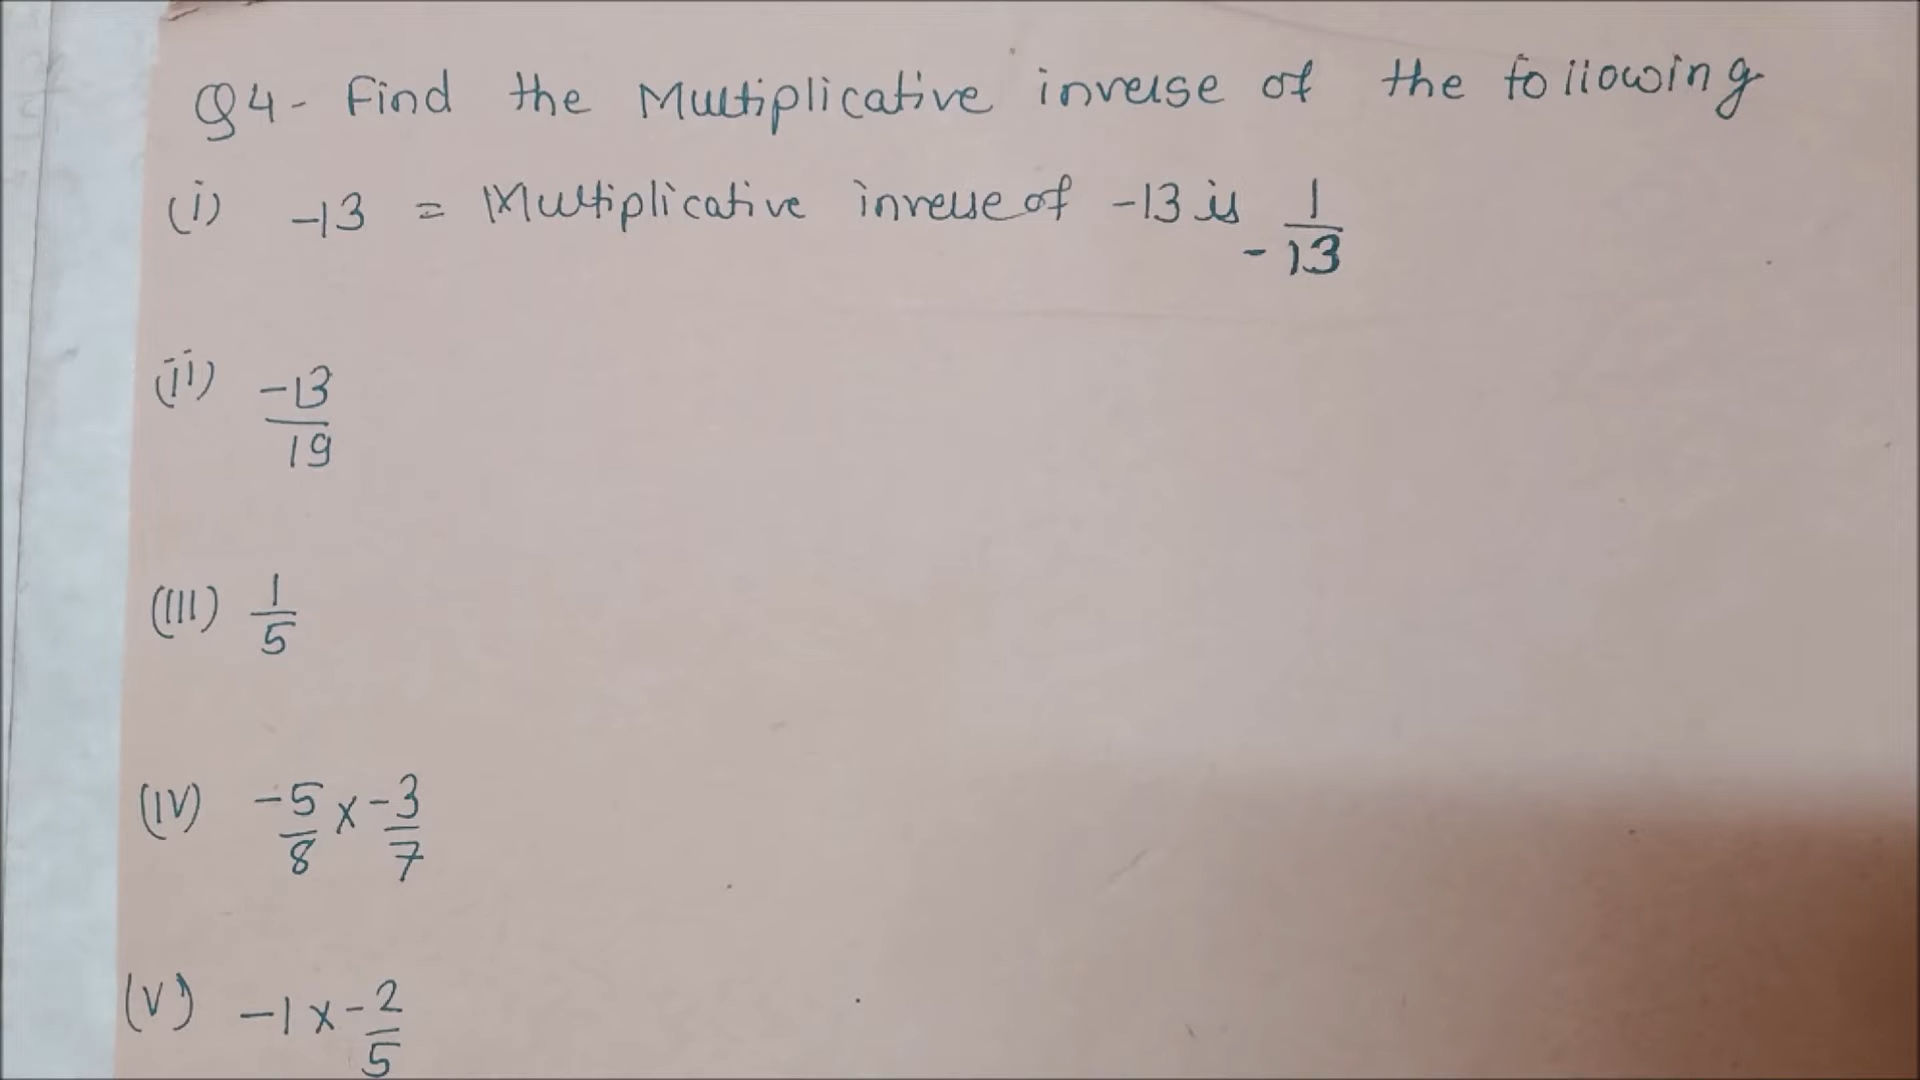 Q4- Find the Multiplicative inverse of the following
(i) -13 = Multiplicative inverse of -13 is 1/-13
(ii) -13/19
(III) 1/5
(IV) -5/8 x -3/7
(V) -1 x -2/5